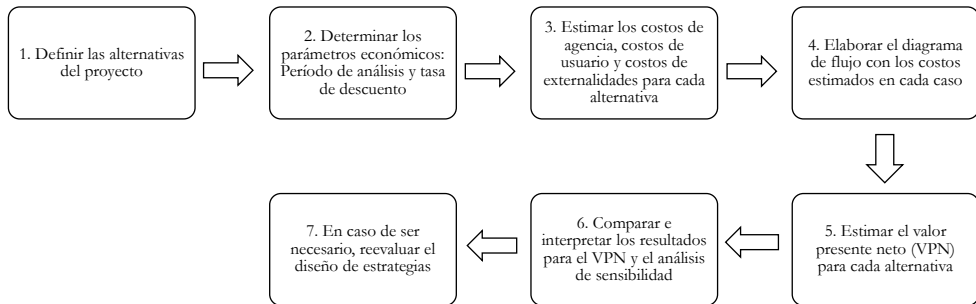 1. Definir las alternativas
del proyecto
2. Determinar los
parámetros económicos:
Período de análisis y tasa
de descuento
3. Estimar los costos de
agencia, costos de
usuario y costos de
externalidades para cada
alternativa
4. Elaborar el diagrama
de flujo con los costos
estimados en cada caso
5. Estimar el valor
presente neto (VPN)
para cada alternativa
6. Comparar e
interpretar los resultados
para el VPN y el análisis
de sensibilidad
7. En caso de ser
necesario, reevaluar el
diseño de estrategias